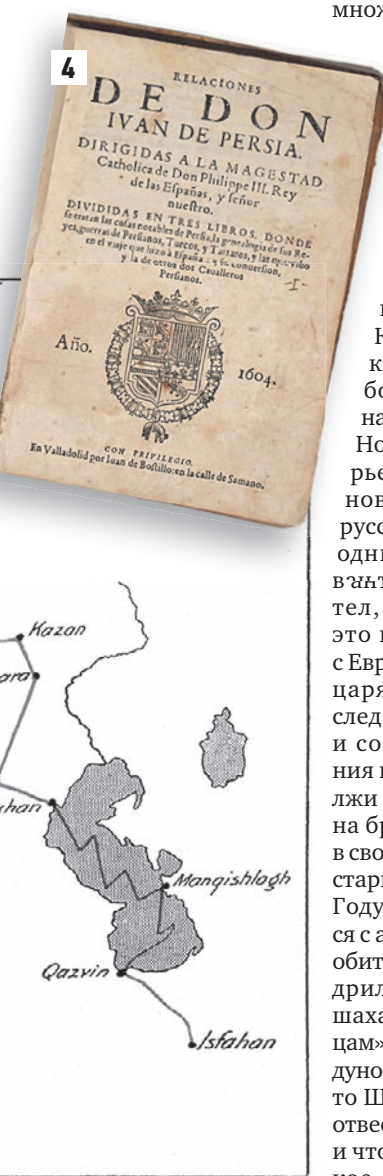 множ
4
RELACIONES
DE DON
IVAN DE PERSIA.
DIRIGIDAS A LA MAGESTAD
Catholica de Don Philippe III. Rey
de las Españas, y señor
nuestro.
DIVIDIDAS EN TRES LIBROS, DONDE
se tratan las cosas notables de Persia, la genealogia de sus Re-
yes, guerras de Persianos, Turcos, y Tartaros, y las que vido
en el viaje que hizo à España: y su conversion,
y la de otros dos Cavalleros
Persianos.
Año. 1604.
CON PRIVILEGIO.
En Valladolid por Iuan de Bostillo: en la calle de Samano.
Kazan
ara
han
Manqishlagh
Qazvin
Isfahan
К
к
бо
на
Но
рье
нов
русс
одни
тел,
это
с Евр
царя
след
и со
ния
лжи
на бр
в сво
стари
Году
ся с а
обит
дрил
шаха
цам»
дуно
то Ш
отвес
и что